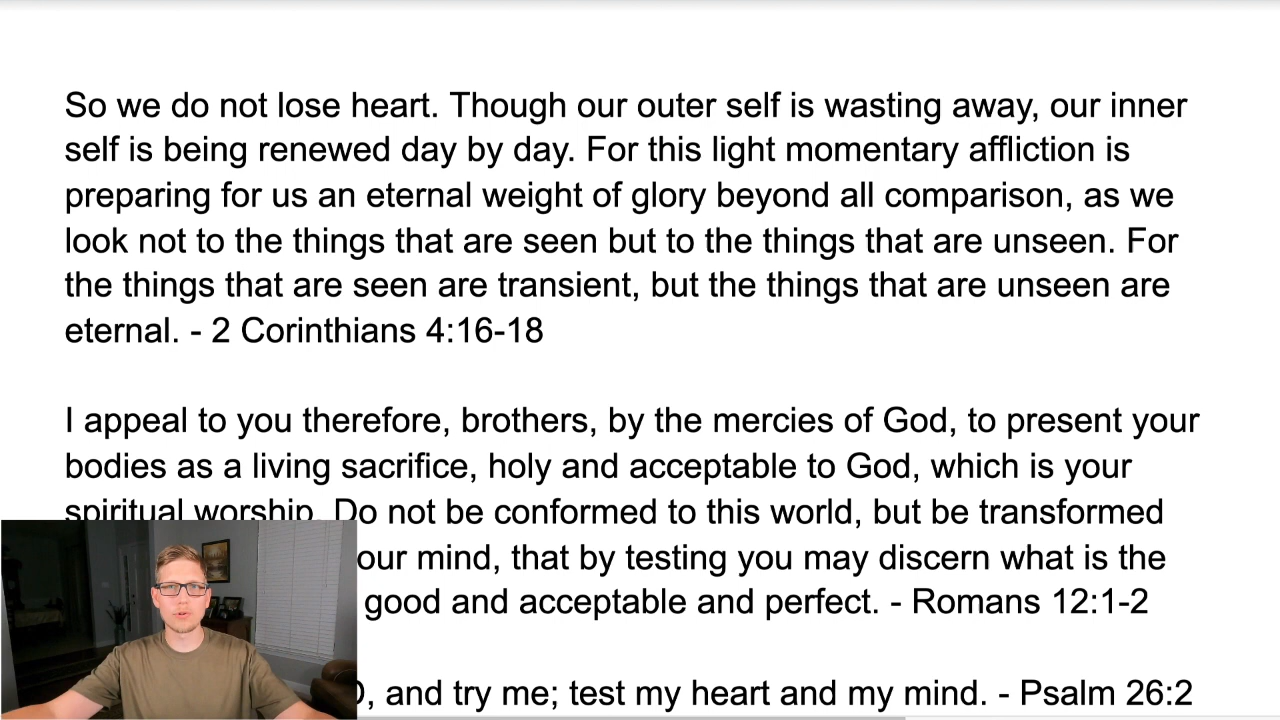 So we do not lose heart. Though our outer self is wasting away, our inner
self is being renewed day by day. For this light momentary affliction is
preparing for us an eternal weight of glory beyond all comparison, as we
look not to the things that are seen but to the things that are unseen. For
the things that are seen are transient, but the things that are unseen are
eternal. - 2 Corinthians 4:16-18
I appeal to you therefore, brothers, by the mercies of God, to present your
bodies as a living sacrifice, holy and acceptable to God, which is your
spiritual worship. Do not be conformed to this world, but be transformed
our mind, that by testing you may discern what is the
good and acceptable and perfect. - Romans 12:1-2
, and try me; test my heart and my mind. - Psalm 26:2